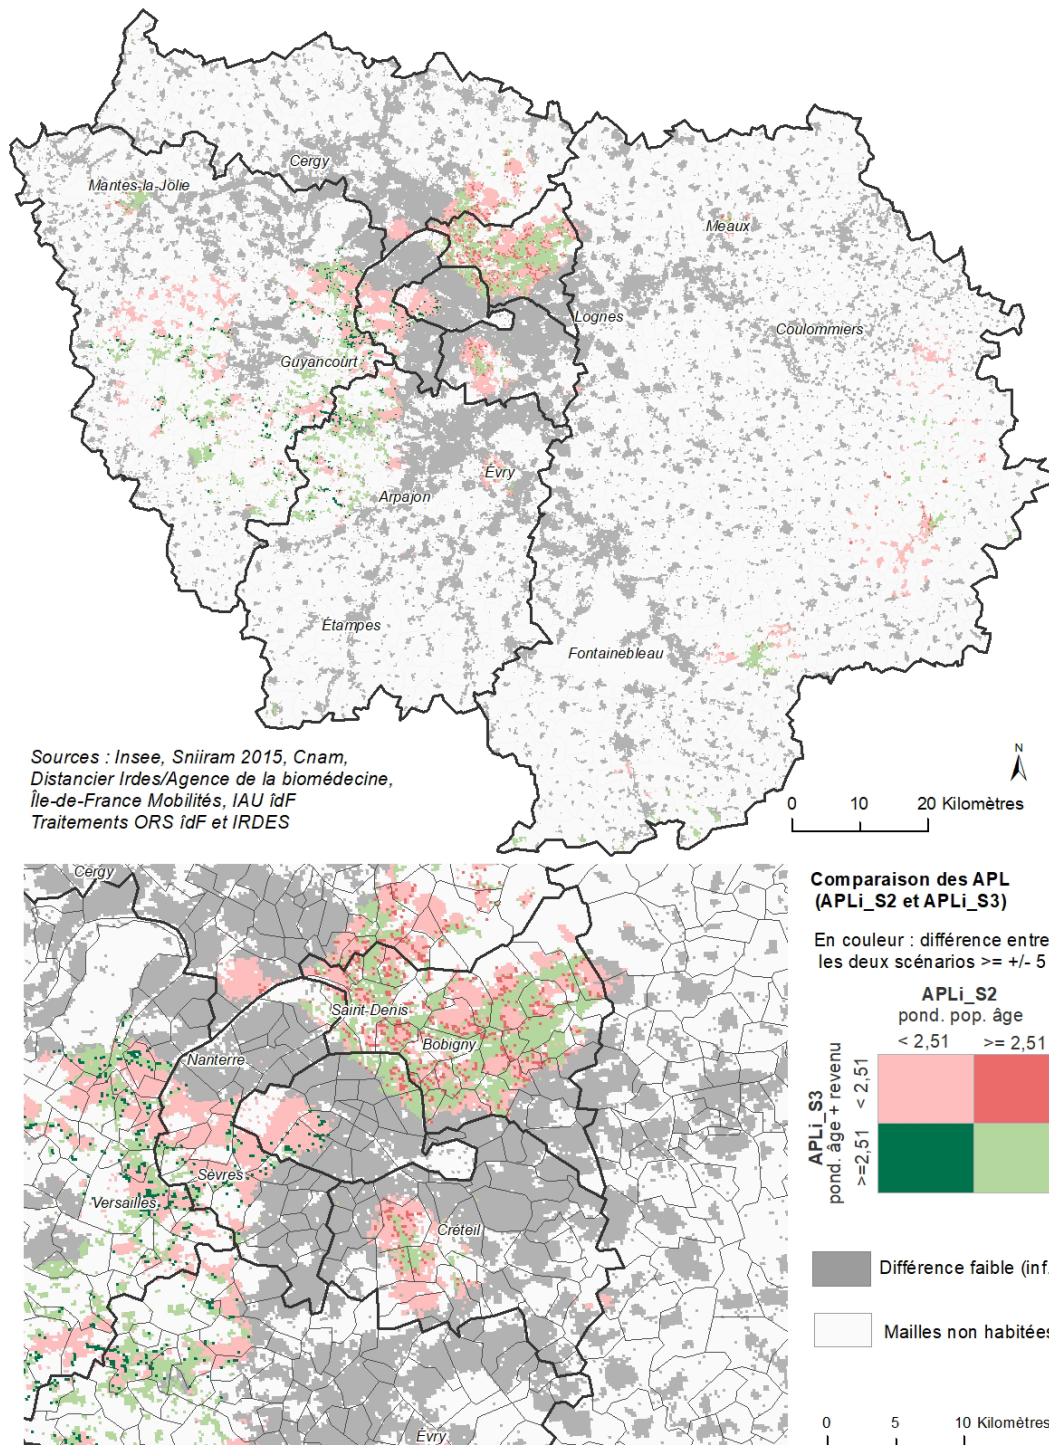 Cergy
Mantes-la-Jolie
Meaux
Lognes
Coulommiers
Guyancourt
Évry
Arpajon
Étampes
Fontainebleau
Sources : Insee, Sniiram 2015, Cnam,
Distancier Irdes/Agence de la biomédecine,
Île-de-France Mobilités, IAU îdF
Traitements ORS îdF et IRDES
N
0 10 20 Kilomètres
Cergy
Saint-Denis
Bobigny
Nanterre
Sèvres
Versailles
Créteil
Évry
Comparaison des APL
(APLi_S2 et APLi_S3)
En couleur : différence entre
les deux scénarios >= +/- 5
APLi_S2
pond. pop. âge
< 2,51 >= 2,51
APLi_S3
pond. âge + revenu
>=2,51 < 2,51
Différence faible (inf.
Mailles non habitées
0 5 10 Kilomètres